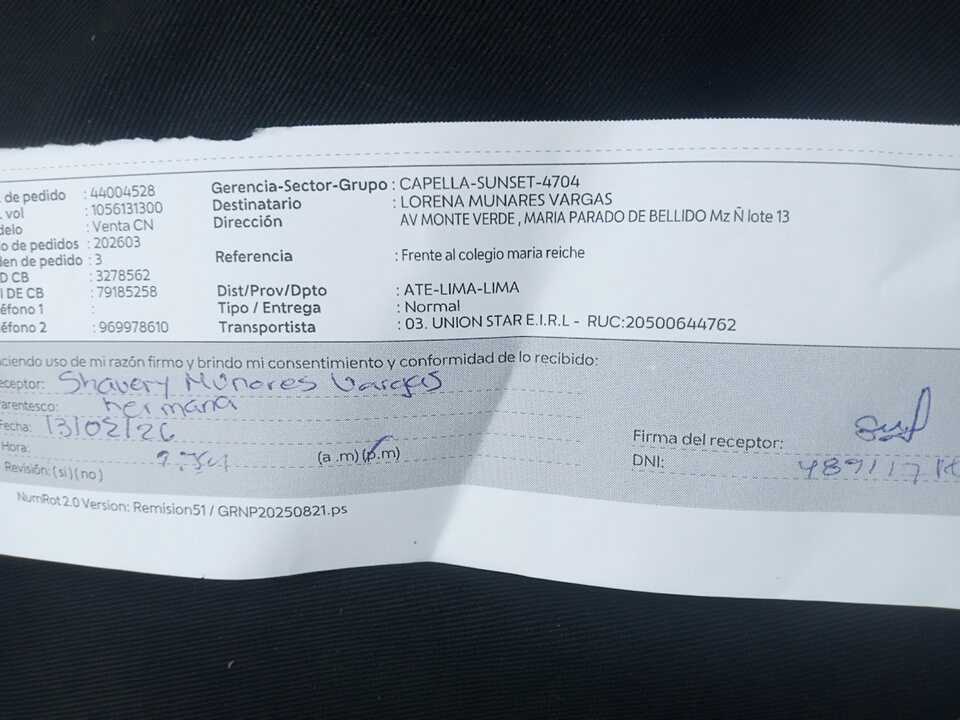 de pedido : 44004528
vol : 1056131300
delo : Venta CN
o de pedidos : 202603
den de pedido : 3
D CB : 3278562
I DE CB : 79185258
éfono 1 :
éfono 2 : 969978610
Gerencia-Sector-Grupo : CAPELLA-SUNSET-4704
Destinatario : LORENA MUNARES VARGAS
Dirección AV MONTE VERDE , MARIA PARADO DE BELLIDO Mz Ñ lote 13
Referencia : Frente al colegio maria reiche
Dist/Prov/Dpto : ATE-LIMA-LIMA
Tipo / Entrega : Normal
Transportista : 03. UNION STAR E.I.R.L - RUC:20500644762
ciendo uso de mi razón firmo y brindo mi consentimiento y conformidad de lo recibido:
eceptor: Shavery Munares Vargas
arentesco: hermana
Fecha: 13/02/26
Hora: (a .m) (p.m)
Revisión: (si) (no)
Firma del receptor:
DNI:
NumRot 2.0 Version: Remision51 / GRNP20250821.ps